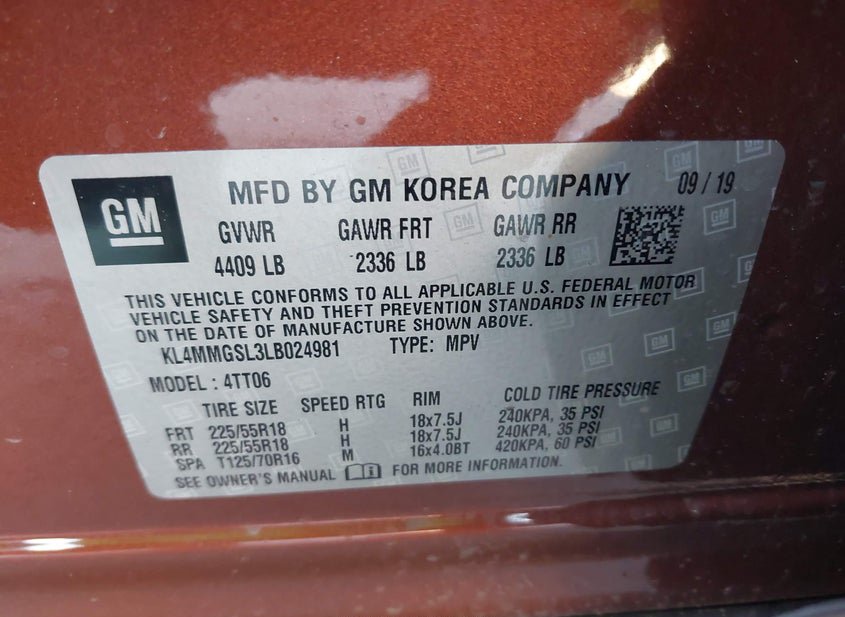 GM
MFD BY GM KOREA COMPANY 09 / 19
GVWR GAWR FRT GAWR RR
4409 LB 2336 LB 2336 LB
THIS VEHICLE CONFORMS TO ALL APPLICABLE U.S. FEDERAL MOTOR
VEHICLE SAFETY AND THEFT PREVENTION STANDARDS IN EFFECT
ON THE DATE OF MANUFACTURE SHOWN ABOVE.
KL4MMGSL3LB024981 TYPE: MPV
MODEL : 4TT06
TIRE SIZE SPEED RTG RIM COLD TIRE PRESSURE
FRT 225/55R18 H 18x7.5J 240KPA, 35 PSI
RR 225/55R18 H 18x7.5J 240KPA, 35 PSI
SPA T125/70R16 M 16x4.0BT 420KPA, 60 PSI
SEE OWNER'S MANUAL FOR MORE INFORMATION.